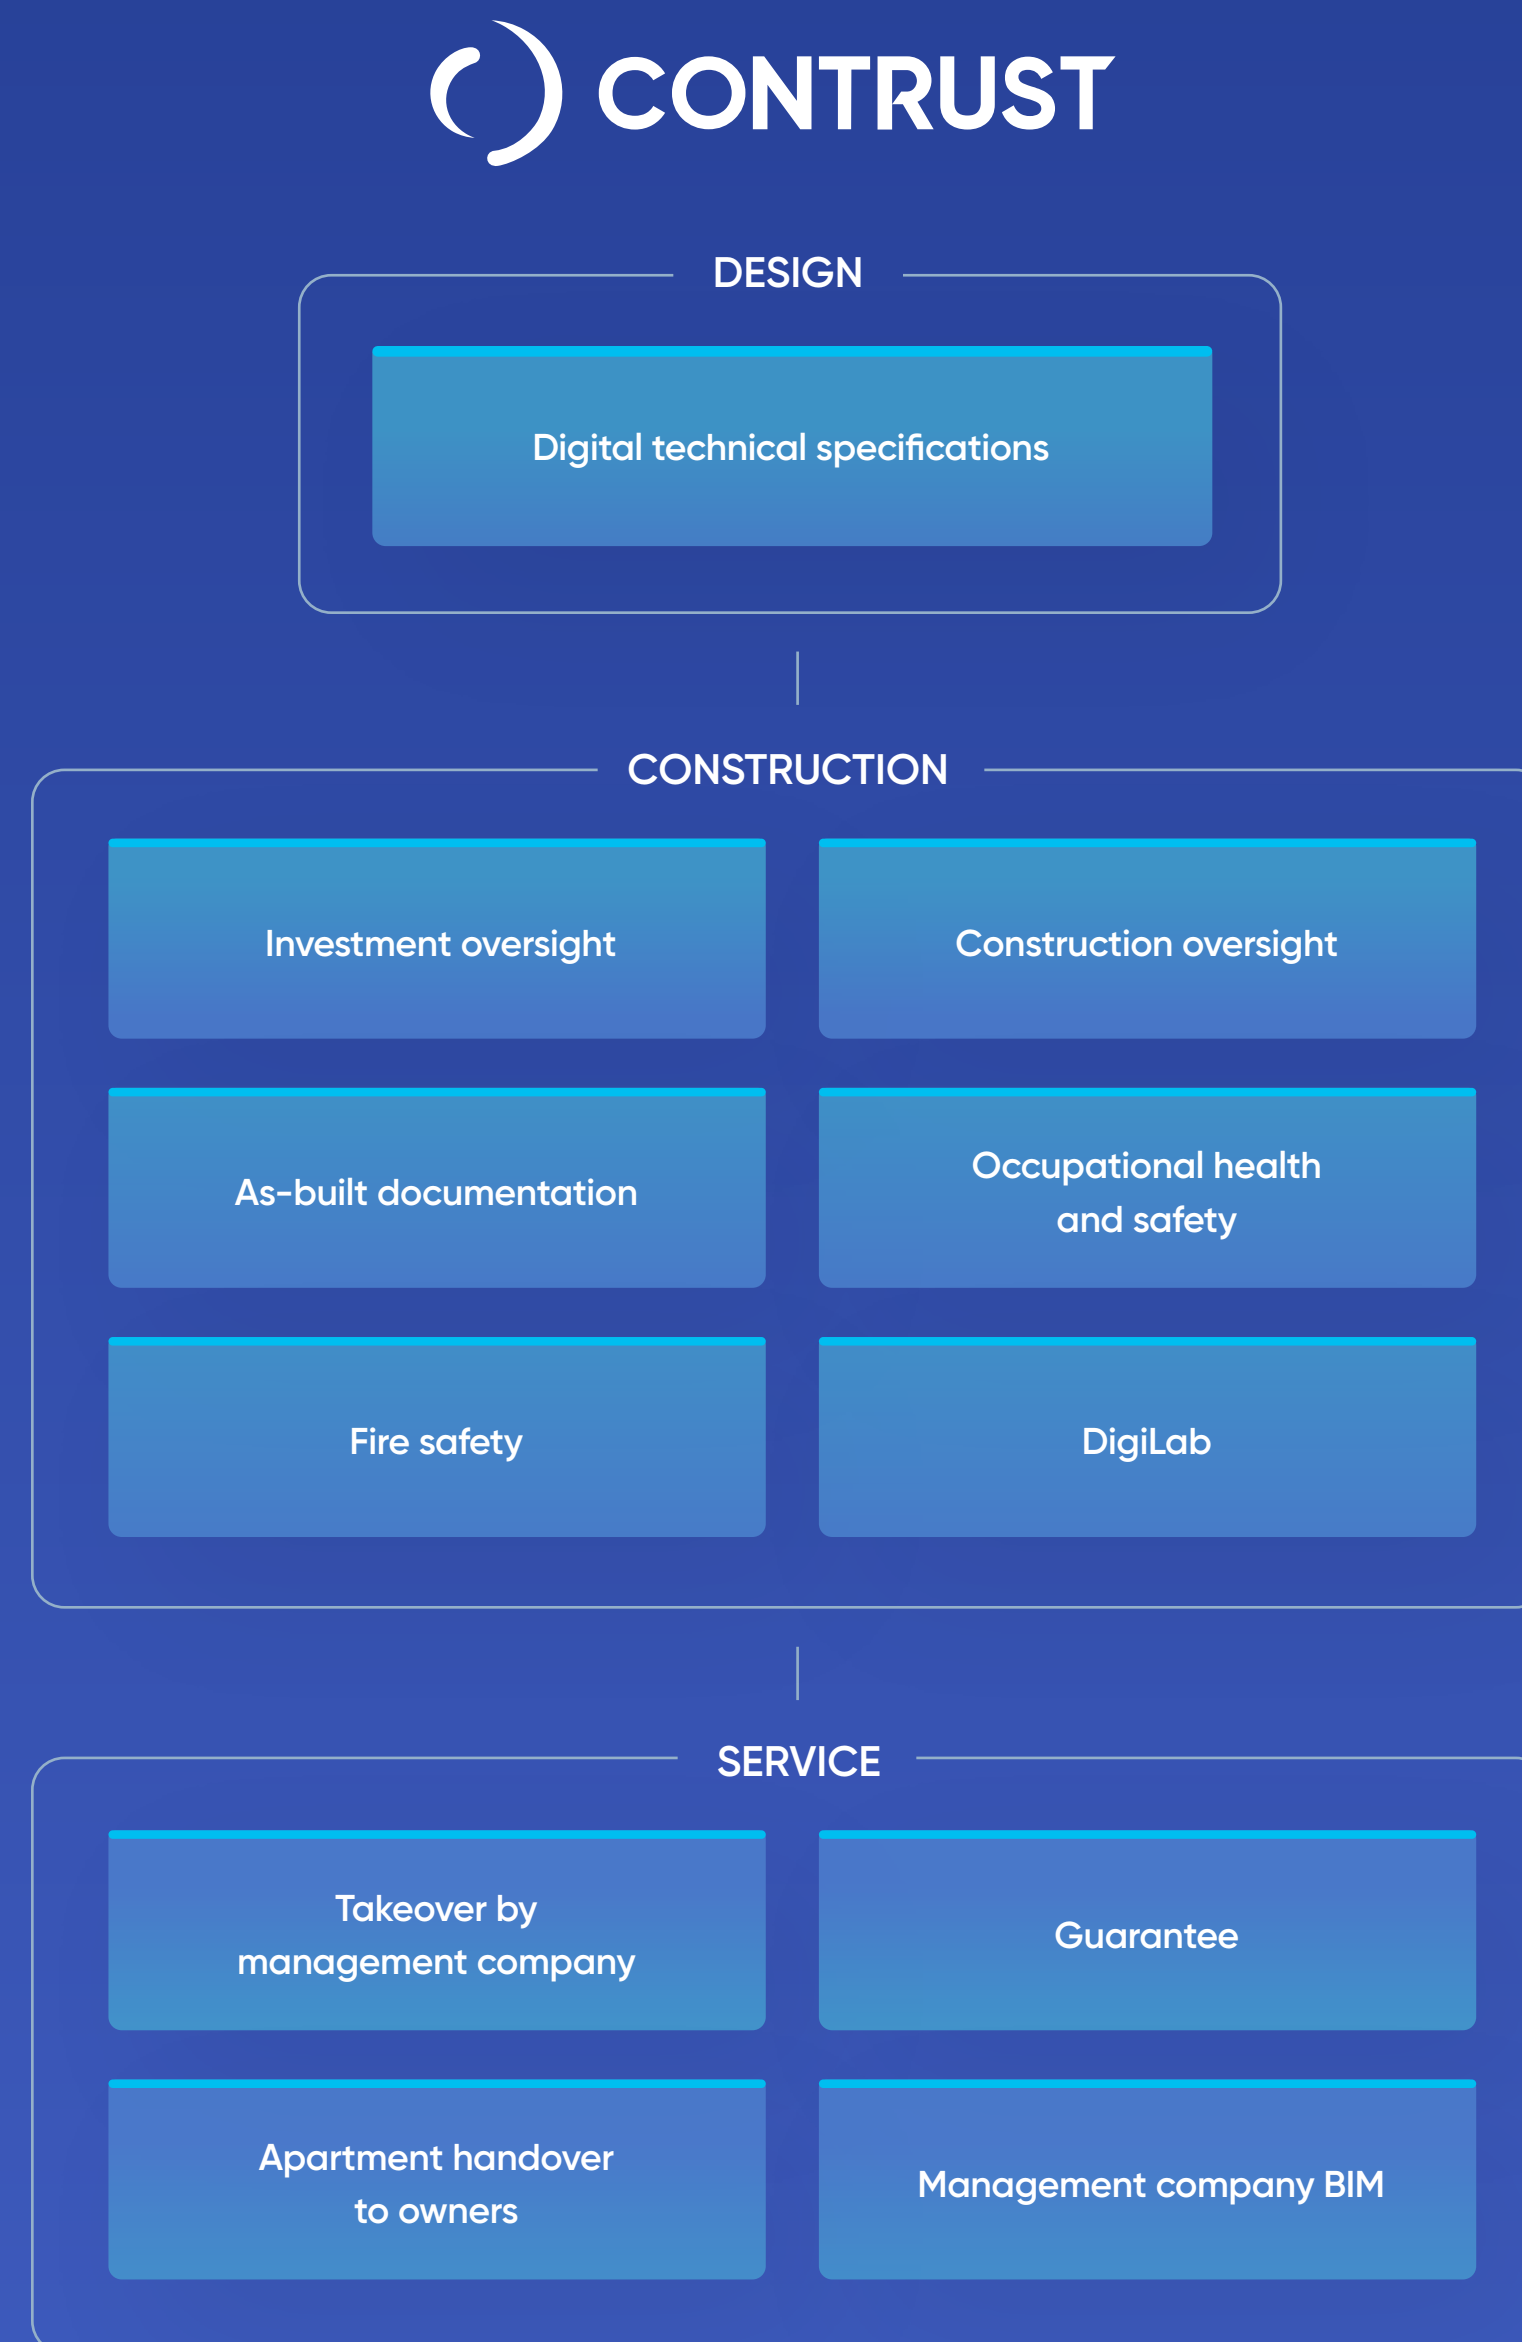 CONTRUST
DESIGN
Digital technical specifications
CONSTRUCTION
Investment oversight
Construction oversight
As-built documentation
Occupational health
and safety
Fire safety
DigiLab
SERVICE
Takeover by
management company
Guarantee
Apartment handover
to owners
Management company BIM